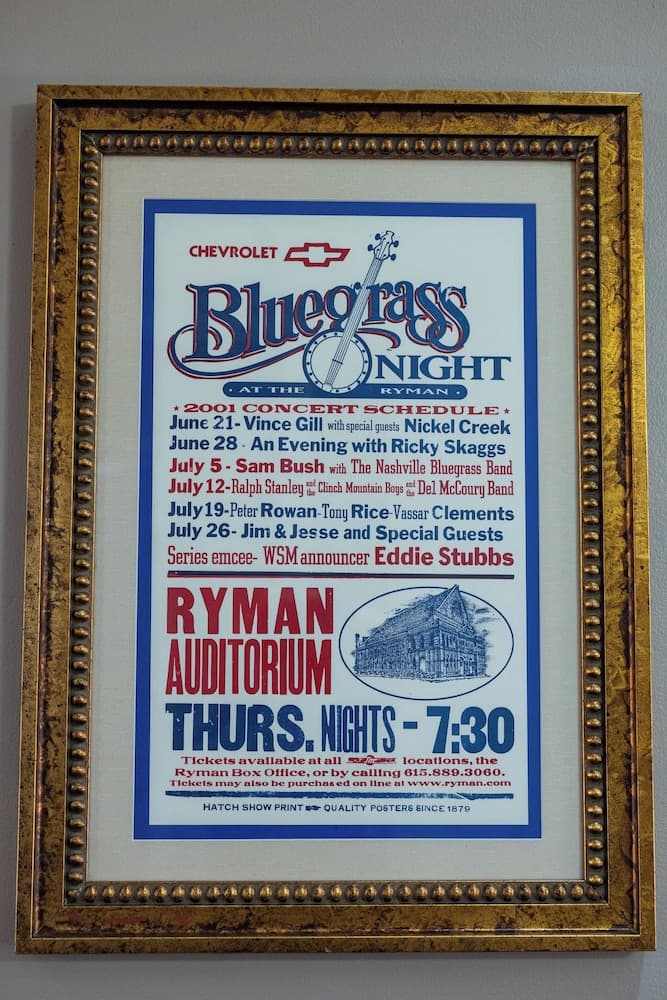 CHEVROLET
Bluegrass
NIGHT
· AT THE RYMAN ·
★ 2001 CONCERT SCHEDULE ★
June 21- Vince Gill with special guests Nickel Creek
June 28 - An Evening with Ricky Skaggs
July 5 - Sam Bush with The Nashville Bluegrass Band
July 12-Ralph Stanley and the Clinch Mountain Boys and the Del McCoury Band
July 19-Peter Rowan-Tony Rice-Vassar Clements
July 26- Jim & Jesse and Special Guests
Series emcee- WSM announcer Eddie Stubbs
RYMAN
AUDITORIUM
THURS. NIGHTS - 7:30
Tickets available at all locations, the
Ryman Box Office, or by calling 615.889.3060.
Tickets may also be purchased on line at www.ryman.com
HATCH SHOW PRINT QUALITY POSTERS SINCE 1879